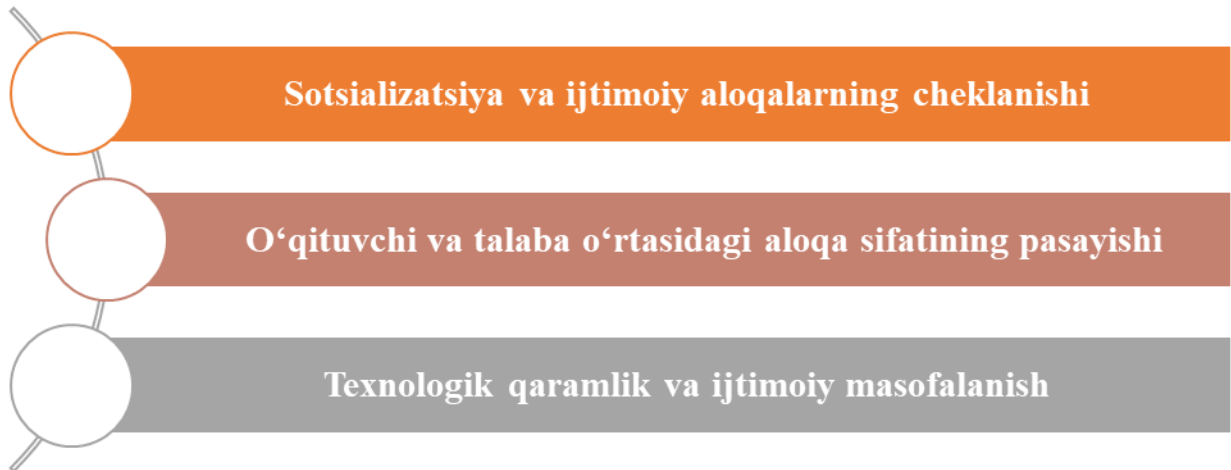 Sotsializatsiya va ijtimoiy aloqalarning cheklanishi
O‘qituvchi va talaba o‘rtasidagi aloqa sifatining pasayishi
Texnologik qaramlik va ijtimoiy masofalanish